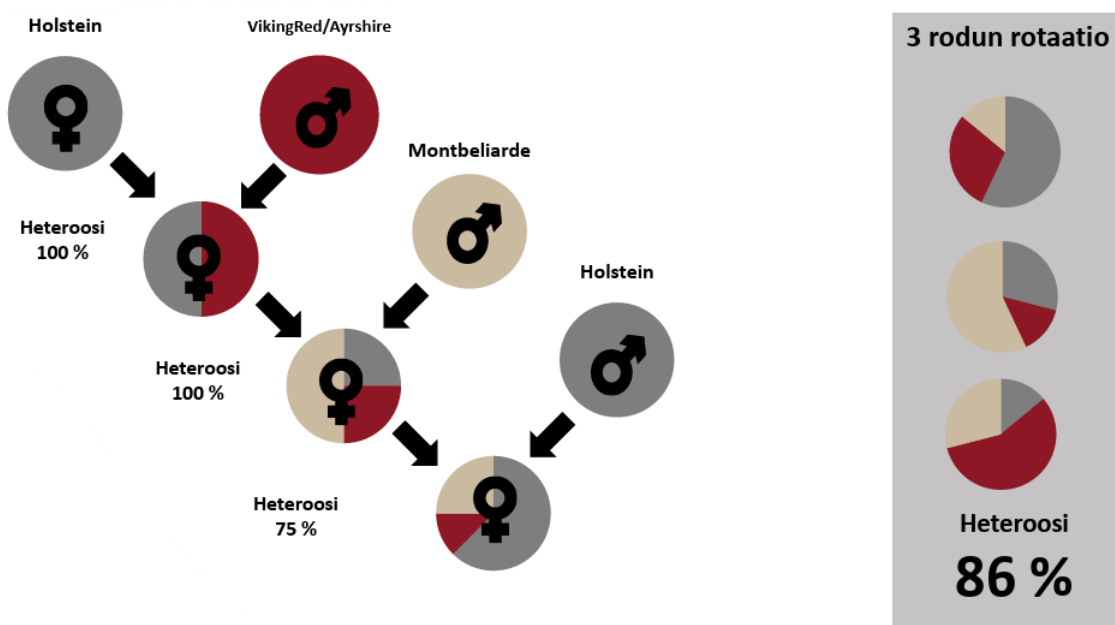 Holstein
VikingRed/Ayrshire
Montbeliarde
Heteroosi
100 %
Holstein
Heteroosi
100 %
Heteroosi
75 %
3 rodun rotaatio
Heteroosi
86 %